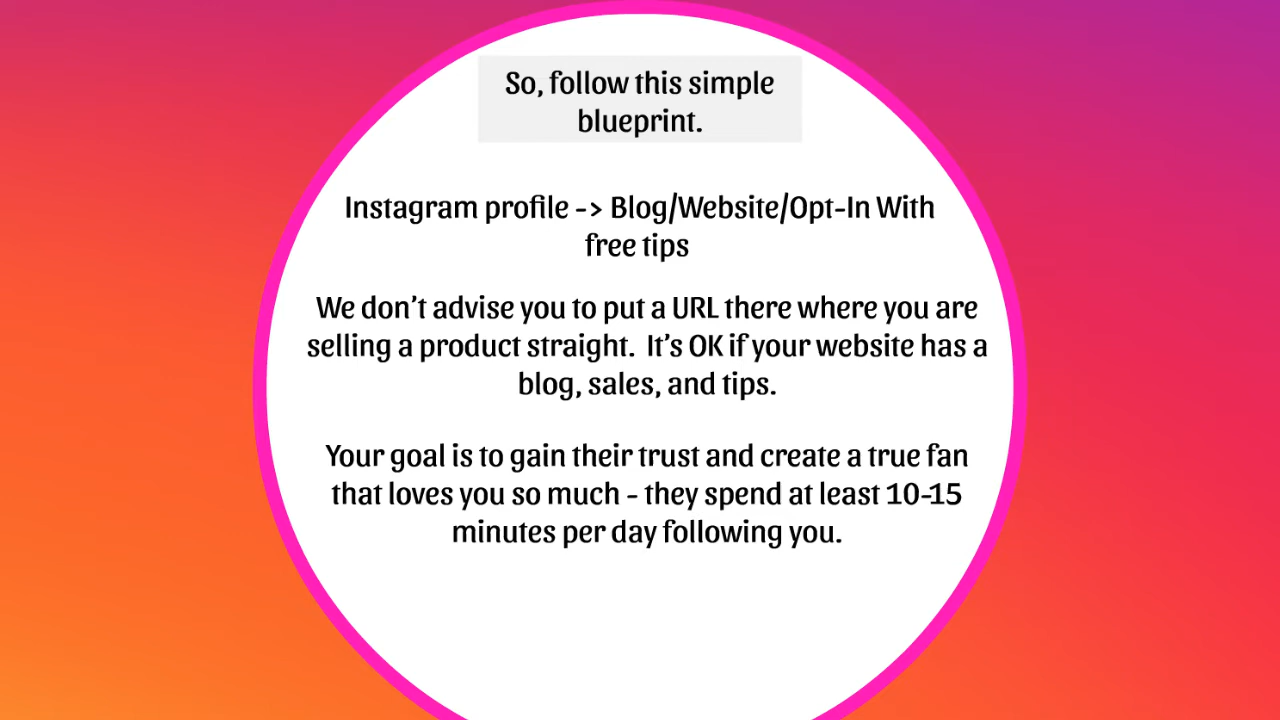 So, follow this simple
blueprint.
Instagram profile -> Blog/Website/Opt-In With
free tips
We don’t advise you to put a URL there where you are
selling a product straight.  It’s OK if your website has a
blog, sales, and tips.
Your goal is to gain their trust and create a true fan
that loves you so much - they spend at least 10-15
minutes per day following you.